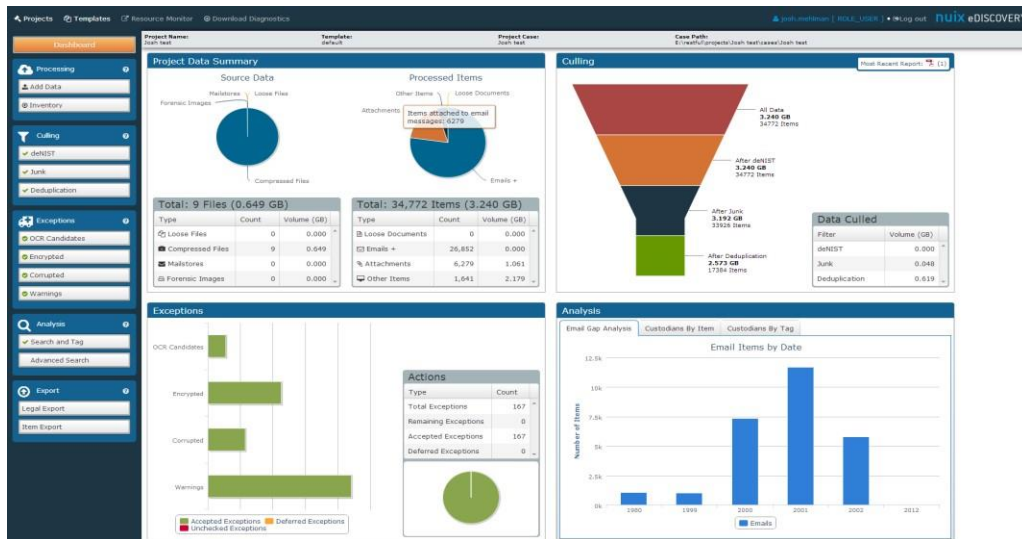 Projects Templates Resource Monitor Download Diagnostics
Log out nuix eDISCOVERY
Dashboard
Project Name: Template: Project Case: Case Path:
Josh test default Josh test E:\restful\projects\Josh test\cases\Josh test
Processing
Add Data
Inventory
Culling
deNIST
Junk
Deduplication
Exceptions
OCR Candidates
Encrypted
Corrupted
Warnings
Analysis
Search and Tag
Advanced Search
Export
Legal Export
Item Export
Project Data Summary
Source Data
Mailstores
Loose Files
Forensic Images
Compressed Files
Processed Items
Other Items
Loose Documents
Attachments
Items attached to email
messages: 6279
Emails +
Total: 9 Files (0.649 GB)
Type Count Volume (GB)
Loose Files 0 0.000
Compressed Files 9 0.649
Mailstores 0 0.000
Forensic Images 0 0.000
Total: 34,772 Items (3.240 GB)
Type Count Volume (GB)
Loose Documents 0 0.000
Emails + 26,852 0.000
Attachments 6,279 1.061
Other Items 1,641 2.179
Culling
Most Recent Report: (1)
All Data
3.240 GB
34772 Items
After deNIST
3.240 GB
34772 Items
After Junk
3.192 GB
33926 Items
After Deduplication
2.573 GB
17384 Items
Data Culled
Filter Volume (GB)
deNIST 0.000
Junk 0.048
Deduplication 0.619
Exceptions
OCR Candidates
Encrypted
Corrupted
Warnings
Accepted Exceptions Deferred Exceptions
Unchecked Exceptions
Actions
Type Count
Total Exceptions 167
Remaining Exceptions 0
Accepted Exceptions 167
Deferred Exceptions 0
Analysis
Email Gap Analysis Custodians By Item Custodians By Tag
Email Items by Date
Number of Items
12.5k
10k
7.5k
5k
2.5k
0k
1980 1999 2000 2001 2002 2012
Emails